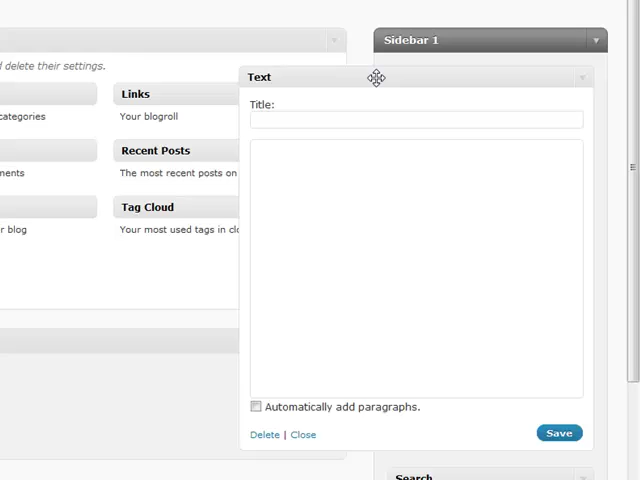 Sidebar 1
d delete their settings.
Text
Links
Title:
categories
Your blogroll
Recent Posts
ments
The most recent posts on
Tag Cloud
r blog
Your most used tags in clo
Automatically add paragraphs.
Delete | Close
Save
Search